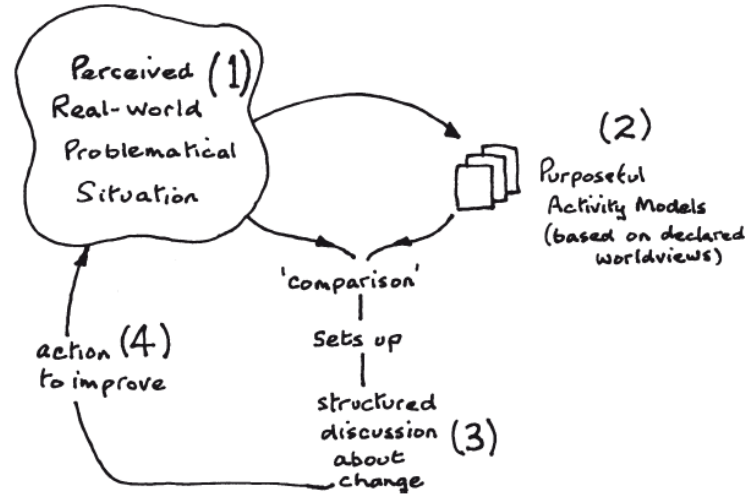 Perceived (1)
Real-world
Problematical
Situation
(2)
Purposeful
Activity Models
(based on declared
worldviews)
'comparison'
Sets up
structured
discussion (3)
about
change
action (4)
to improve